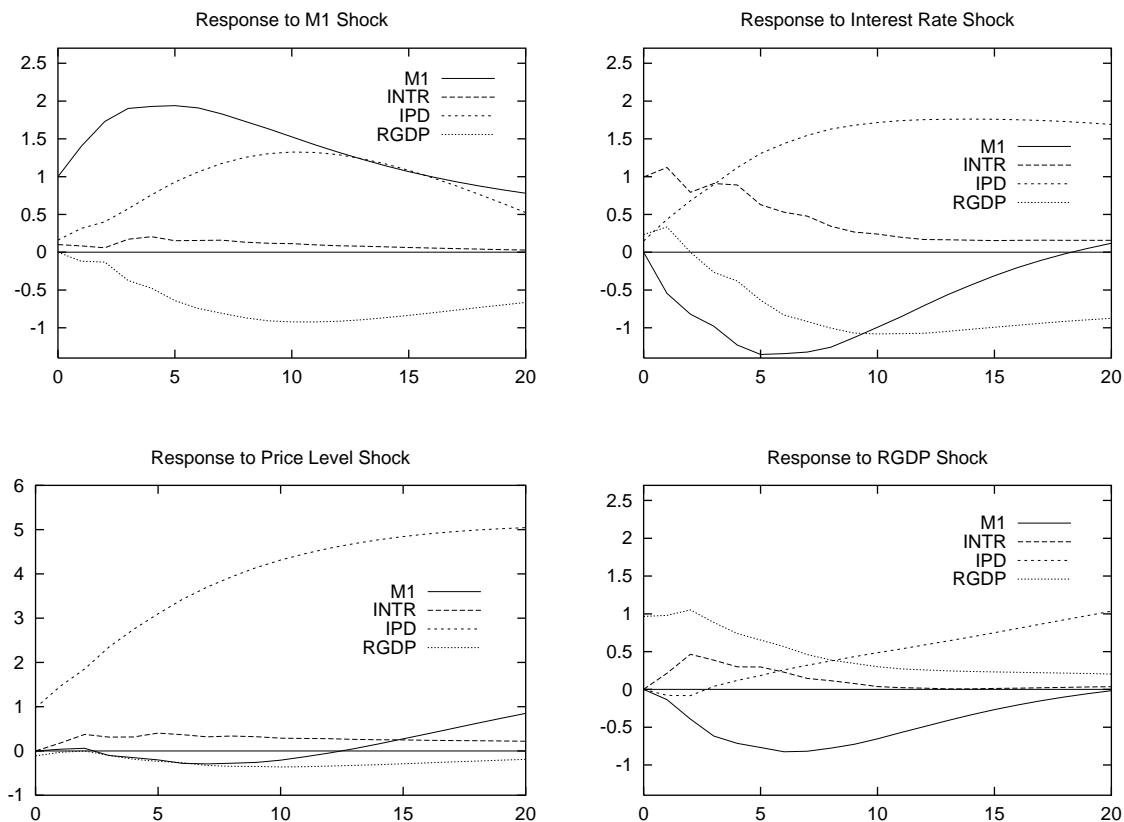 Response to M1 Shock
2.5
2
1.5
1
0.5
0
-0.5
-1
M1
INTR
IPD
RGDP
0 5 10 15 20
Response to Interest Rate Shock
2.5
2
1.5
1
0.5
0
-0.5
-1
M1
INTR
IPD
RGDP
0 5 10 15 20
Response to Price Level Shock
6
5
4
3
2
1
0
-1
M1
INTR
IPD
RGDP
0 5 10 15 20
Response to RGDP Shock
2.5
2
1.5
1
0.5
0
-0.5
-1
M1
INTR
IPD
RGDP
0 5 10 15 20